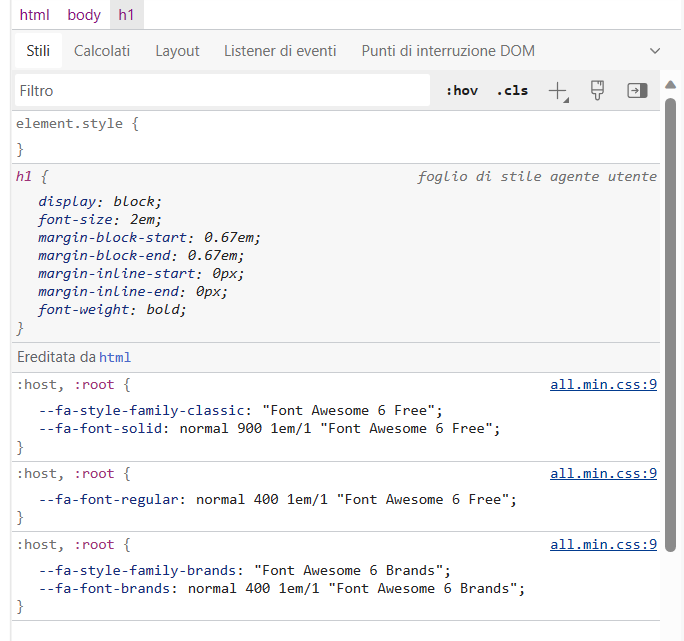 html body h1
Stili Calcolati Layout Listener di eventi Punti di interruzione DOM
Filtro :hov .cls
element.style {
}
h1 { foglio di stile agente utente
display: block;
font-size: 2em;
margin-block-start: 0.67em;
margin-block-end: 0.67em;
margin-inline-start: 0px;
margin-inline-end: 0px;
font-weight: bold;
}
Ereditata da html
:host, :root { all.min.css:9
--fa-style-family-classic: "Font Awesome 6 Free";
--fa-font-solid: normal 900 1em/1 "Font Awesome 6 Free";
}
:host, :root { all.min.css:9
--fa-font-regular: normal 400 1em/1 "Font Awesome 6 Free";
}
:host, :root { all.min.css:9
--fa-style-family-brands: "Font Awesome 6 Brands";
--fa-font-brands: normal 400 1em/1 "Font Awesome 6 Brands";
}